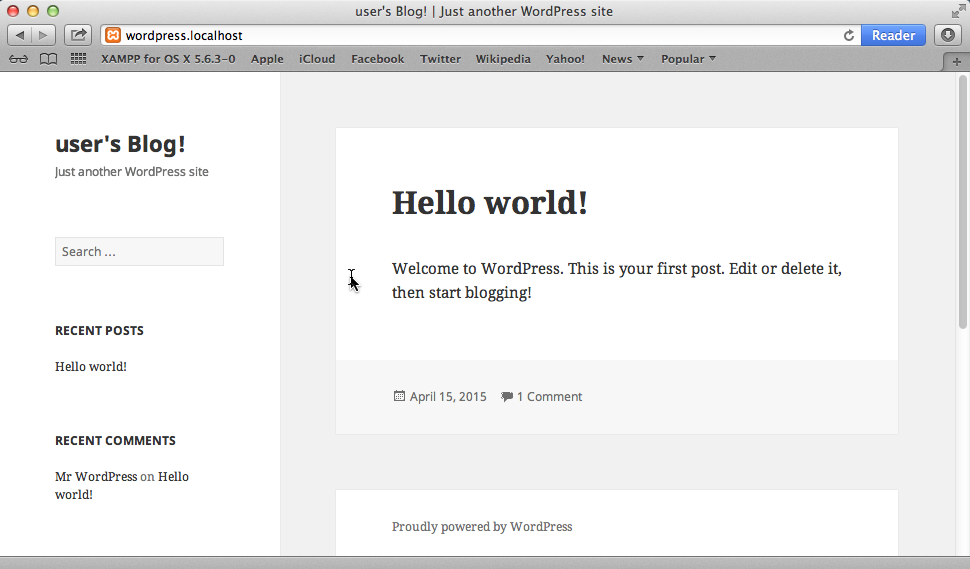 user's Blog! | Just another WordPress site
wordpress.localhost
Reader
XAMPP for OS X 5.6.3-0 Apple iCloud Facebook Twitter Wikipedia Yahoo! News Popular
user's Blog!
Just another WordPress site
Search ...
RECENT POSTS
Hello world!
RECENT COMMENTS
Mr WordPress on Hello
world!
Hello world!
Welcome to WordPress. This is your first post. Edit or delete it,
then start blogging!
April 15, 2015 1 Comment
Proudly powered by WordPress